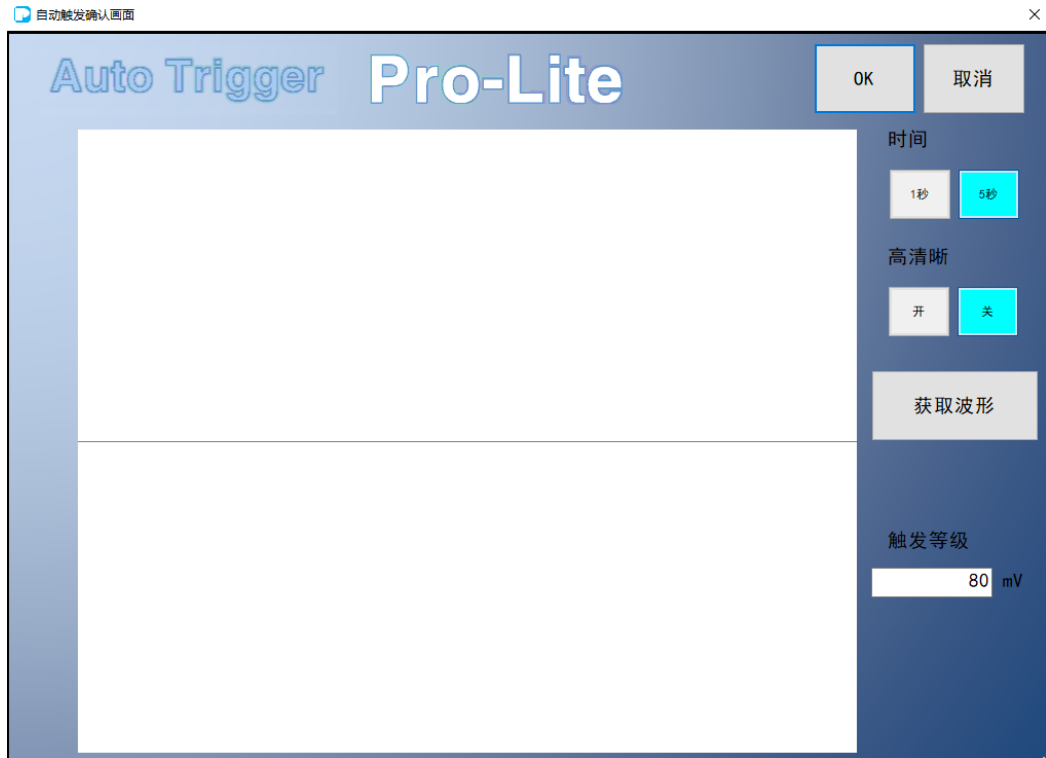 自动触发确认画面
Auto Trigger Pro-Lite
OK 取消
时间
1秒 5秒
高清晰
开 关
获取波形
触发等级
80 mV